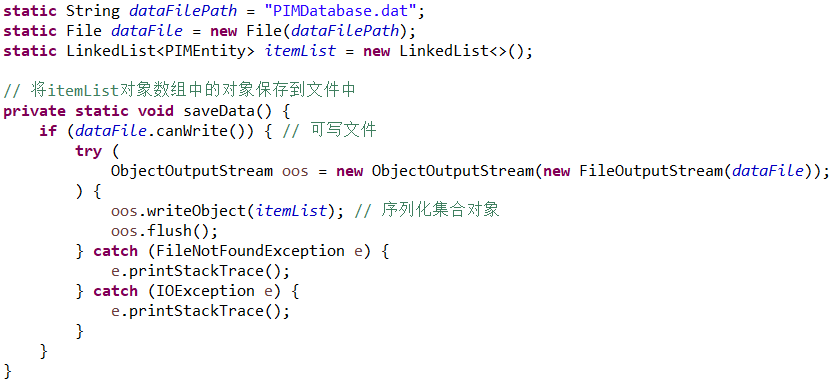 static String dataFilePath = "PIMDatabase.dat";
static File dataFile = new File(dataFilePath);
static LinkedList<PIMEntity> itemList = new LinkedList<>();
// 将itemList对象数组中的对象保存到文件中
private static void saveData() {
if (dataFile.canWrite()) { // 可写文件
try (
ObjectOutputStream oos = new ObjectOutputStream(new FileOutputStream(dataFile));
) {
oos.writeObject(itemList); // 序列化集合对象
oos.flush();
} catch (FileNotFoundException e) {
e.printStackTrace();
} catch (IOException e) {
e.printStackTrace();
}
}
}